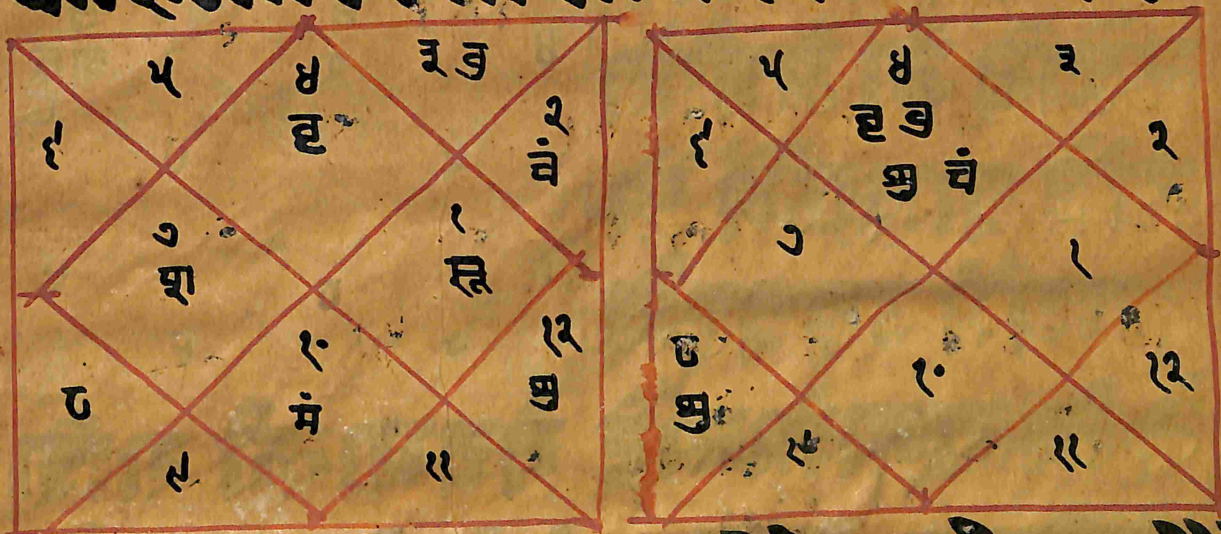 ५ ४ ३ बु
६ बृ २ चं
७ १
श सू
१० १२
८ मं शु
९ ११
५ ४ ३
६ बृ बु २
शु चं
७ १
८ १० १२
शु
९ ११